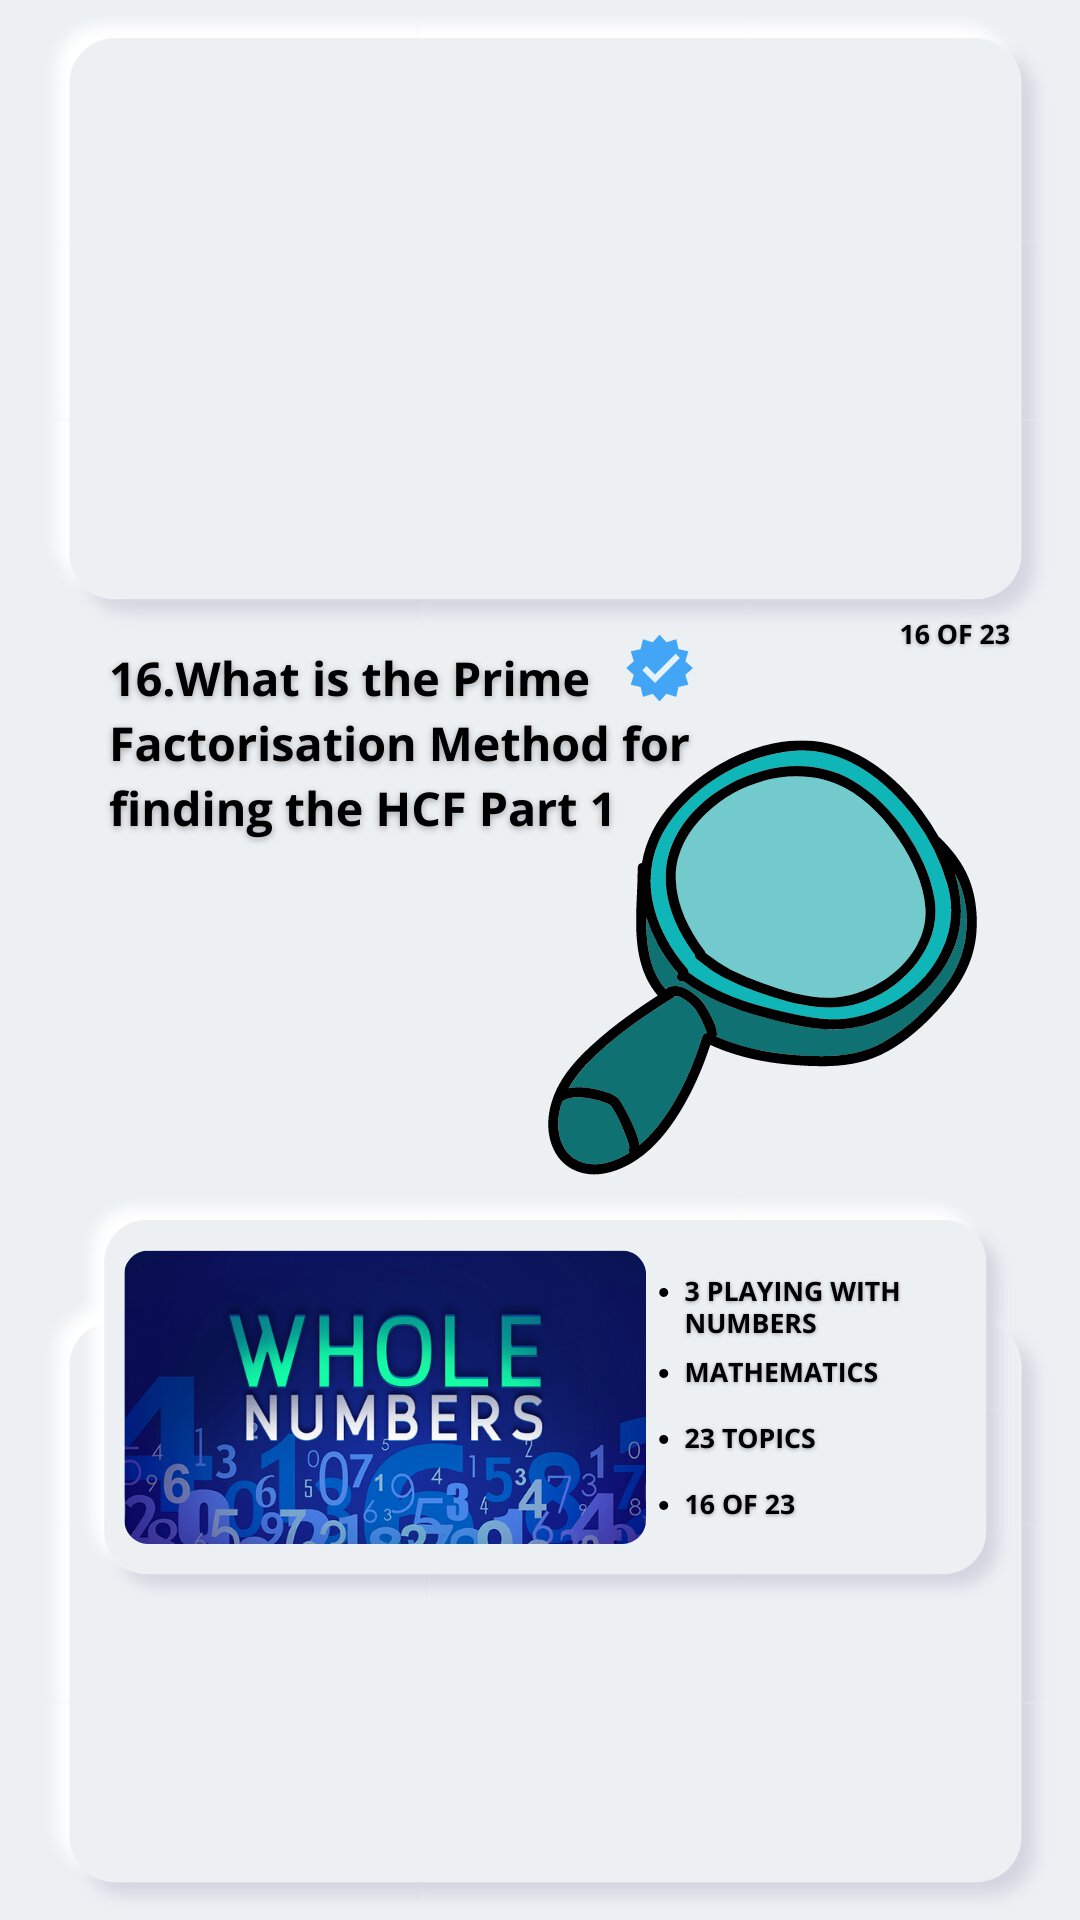 16 OF 23
16.What is the Prime
Factorisation Method for
finding the HCF Part 1
WHOLE
NUMBERS
3 PLAYING WITH
NUMBERS
MATHEMATICS
23 TOPICS
16 OF 23